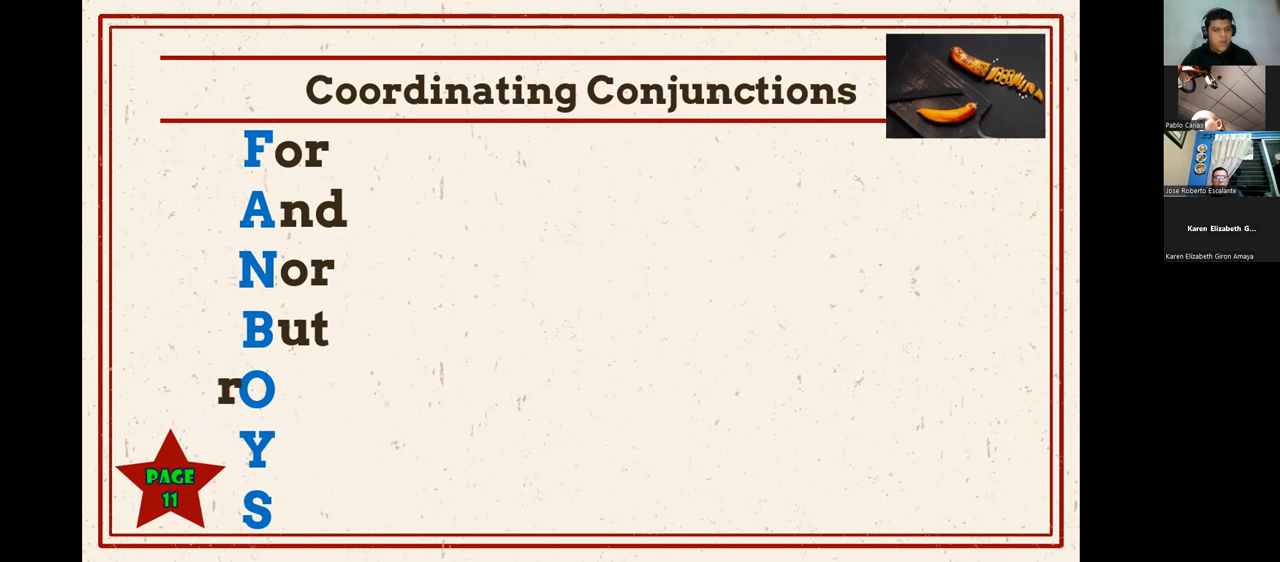 Coordinating Conjunctions
For
And
Nor
But
rO
Y
S
PAGE
11
Pablo Cañas
José Roberto Escalante
Karen Elizabeth G...
Karen Elizabeth Giron Amaya